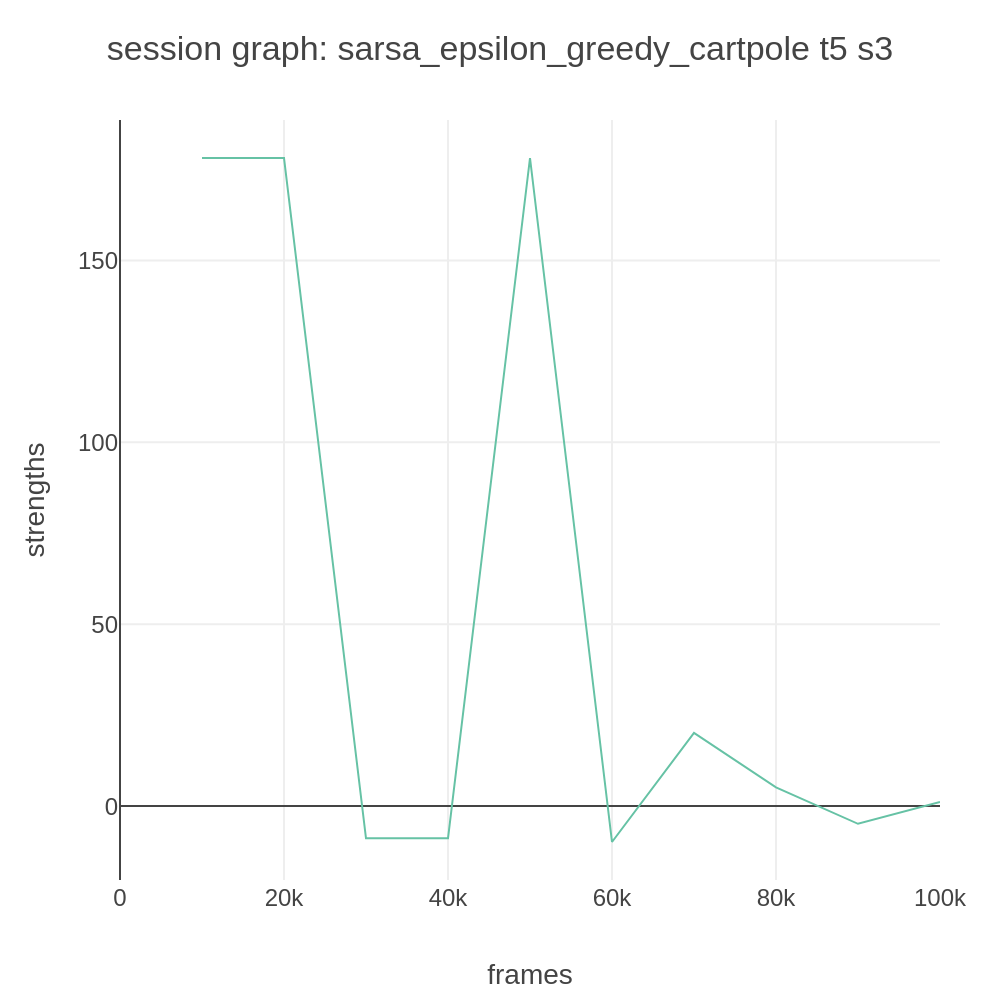 session graph: sarsa_epsilon_greedy_cartpole t5 s3
150
100
50
0
strengths
0 20k 40k 60k 80k 100k
frames